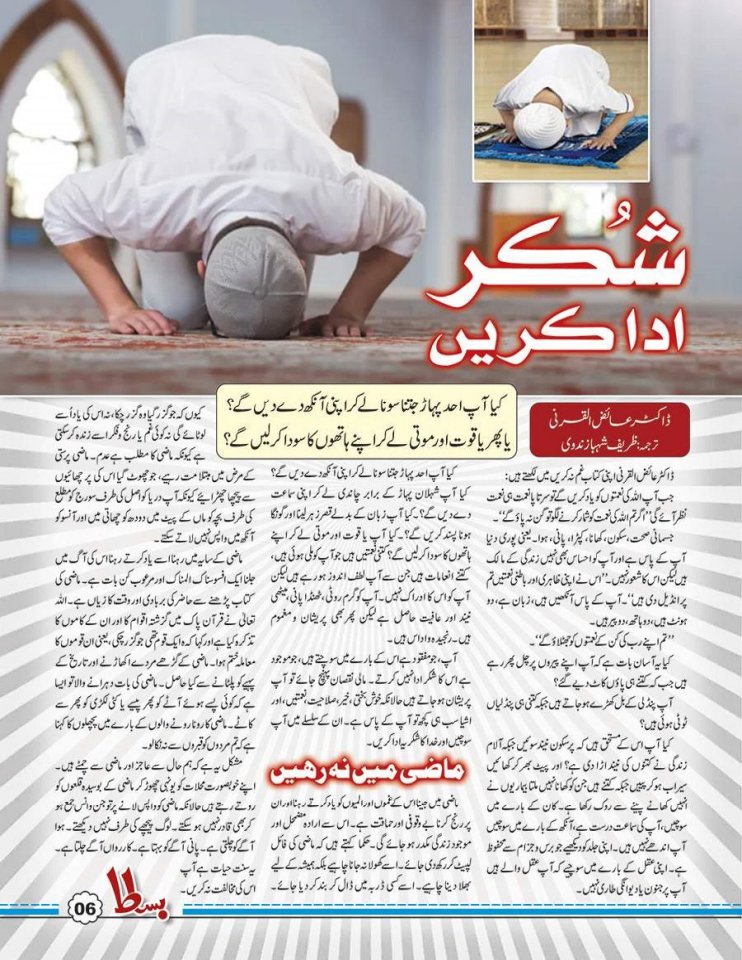 شُکر
ادا کریں
ڈاکٹر عائض القرنی
ترجمہ: ظریف شہباز ندوی
کیا آپ احد پہاڑ جتنا سونا لے کر اپنی آنکھ دے دیں گے؟
یا پھر یاقوت اور موتی لے کر اپنے ہاتھوں کا سودا کر لیں گے؟
ڈاکٹر عائض القرنی اپنی کتاب غم نہ کریں میں لکھتے ہیں:
جب آپ اللہ کی نعمتوں کو یاد کریں گے تو سرتاپا نعمت ہی نعمت
نظر آئے گی "اگر تم اللہ کی نعمت کو شمار کرنے لگو تو گن نہ پاؤ گے"۔
جسمانی صحت، سکون، کھانا، کپڑا، پانی، ہوا۔ یعنی پوری دنیا
آپ کے پاس ہے اور آپ کو احساس بھی نہیں زندگی کے مالک
ہیں لیکن اس کا شعور نہیں۔ "اس نے اپنی ظاہری اور باطنی نعمتیں تم
پر انڈیل دی ہیں"۔ آپ کے پاس آنکھیں ہیں، زبان ہے، دو
ہونٹ ہیں، دو ہاتھ، دو پیر ہیں۔
"تم اپنے رب کی کن کے نعمتوں کو جھٹلاؤ گے"۔
کیا یہ آسان بات ہے کہ آپ اپنے پیروں پر چل پھر رہے
ہیں جب کہ کتنے ہی پاؤں کاٹ دیے گئے؟
آپ پنڈلی کے بل کھڑے ہو جاتے ہیں جبکہ کتنی ہی پنڈلیاں
ٹوٹی ہوئی ہیں؟
کیا آپ اس کے مستحق ہیں کہ پرسکون نیند سوئیں جبکہ آلام
زندگی نے کتنوں کی نیند اڑا دی ہے؟ اور پیٹ بھر کر کھائیں
سیراب ہو کر پییں جبکہ کتنے ہیں جن کو کھانا نہیں ملتا بیماریوں نے
انہیں کھانے پینے سے روک رکھا ہے۔ کان کے بارے میں
سوچیں، آپ کی سماعت درست ہے، آنکھ کے بارے میں سوچیں،
آپ اندھے نہیں ہیں۔ اپنی جلد کو دیکھیے جو برص و جزام سے محفوظ
ہے۔ اپنی عقل کے بارے میں سوچیے کہ آپ عقل والے ہیں
آپ پر جنون یا دیوانگی طاری نہیں۔
کیا آپ احد پہاڑ جتنا سونا لے کر اپنی آنکھ دے دیں گے؟
کیا آپ شہلان پہاڑ کے برابر چاندی لے کر اپنی سماعت
فروخت کر دیں گے؟۔ کیا آپ زبان کے بدلے قصر زہر لینا اور گونگا
ہونا پسند کریں گے؟۔ کیا آپ یاقوت اور موتی لے کر اپنے
ہاتھوں کا سودا کر لیں گے؟ کتنی نعمتیں ہیں جو آپ کو ملی ہوئی ہیں،
کتنے انعامات ہیں جن سے آپ لطف اندوز ہو رہے ہیں لیکن
آپ کو اس کا ادراک نہیں۔ آپ کو گرم روٹی، ٹھنڈا پانی، میٹھی
نیند اور عافیت حاصل ہے لیکن پھر بھی پریشان و مغموم
ہیں۔ رنجیدہ و اداس ہیں۔
آپ، جو مفقود ہے اس کے بارے میں سوچتے ہیں، جو موجود
ہے اس کا شکر ادا نہیں کرتے۔ مالی نقصان پہنچ جائے تو آپ
پریشان ہو جاتے ہیں حالانکہ خوش بختی، خیر، صلاحیت، نعمتیں، اور
اشیا سب ہی کچھ تو آپ کے پاس ہے۔ ان کے سلسلے میں آپ
سوچیں اور خدا کا شکریہ ادا کریں۔
ماضی میں نہ رهیں
ماضی میں جینا اس کے غموں اور المیوں کو یاد کرتے رہنا اور ان
پر رنج کرنا بے وقوفی اور حماقت ہے۔ اس سے ارادہ مضمحل اور
موجود زندگی مکدر ہو جائے گی۔ حکما کہتے ہیں کہ ماضی کی فائل
لپیٹ کر رکھ دی جائے۔ اسے کھولا نہ جانا چاہیے بلکہ ہمیشہ کے لیے
بھلا دینا چاہیے۔ اسے کسی ڈربہ میں ڈال کر بند کر دیا جائے۔
کیوں کہ جو گزر گیا وہ گزر چکا، نہ اس کی یاد اُسے
لوٹائے گی نہ کوئی غم یا رنج و فکر اسے زندہ کر سکتی
ہے کیونکہ ماضی کا مطلب ہے عدم۔ ماضی پرستی
کے مرض میں مبتلا مت رہیے، جو چھوٹ گیا اس کی پرچھائیوں
سے پیچھا چھڑائیے کیونکہ آپ دریا کو اصل کی طرف سورج کو مطلع
کی طرف بچہ کو ماں کے پیٹ میں دودھ کو چھاتی میں اور آنسو کو
آنکھ میں واپس نہیں لا سکتے۔
ماضی کے سایہ میں رہنا اسے یاد کرتے رہنا اس کی آگ میں
جلنا ایک افسوسناک المناک اور مرعوب کن بات ہے۔ ماضی کی
کتاب پڑھنے سے حاضر کی بربادی اور وقت کا زیاں ہے۔ اللہ
تعالیٰ نے قرآن پاک میں گزشتہ اقوام کا اور ان کے کاموں کا
تذکرہ کیا ہے اور کہا کہ وہ ایک قوم تھی جو گزر چکی، یعنی ان قوموں کا
معاملہ ختم ہوا۔ ماضی کے گڑھے مردے اکھاڑنے اور تاریخ کے
پہیے کو پلٹانے سے کیا حاصل۔ ماضی کی بات دہرانے والا تو ایسا
ہے کہ کوئی پسے ہوئے آٹے کو پھر پیسے یا کٹی لکڑی کو پھر سے
کاٹے۔ ماضی کا رونا رونے والوں کے بارے میں پچھلوں کا کہنا
ہے کہ تم مردوں کو قبروں سے نہ نکالو۔
مشکل یہ ہے کہ ہم حال سے عاجز اور ماضی سے چمٹے ہیں۔
اپنے خوبصورت محلات کو یونہی چھوڑ کر ماضی کے بوسیدہ قلعوں کو
روتے رہتے ہیں حالانکہ ماضی کو واپس لانے پر تو جن و انس جمع ہو
کر بھی قادر نہیں ہو سکتے۔ لوگ پیچھے کی طرف نہیں دیکھتے۔ ہوا
آگے کو چلتی ہے۔ پانی آگے کو بہتا ہے۔ کارواں آگے چلتا ہے۔
یہ سنت حیات ہے آپ
اس کی مخالفت نہ کریں۔
06